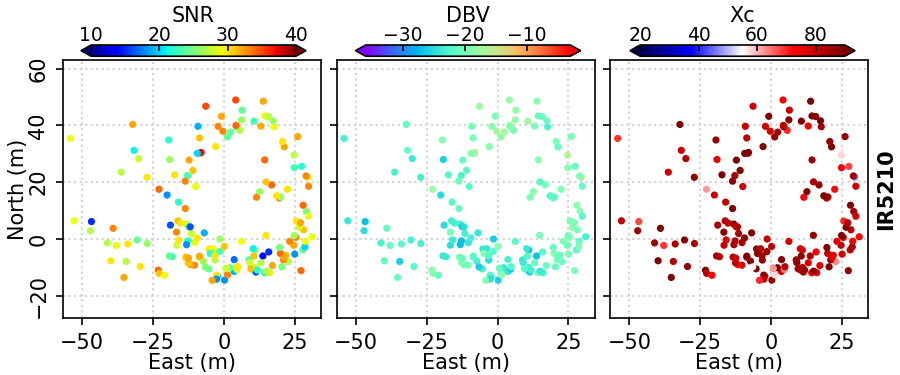 SNR DBV Xc
10 20 30 40 −30 −20 −10 20 40 60 80
60
40
20
0
−20
North (m)
IR5210
−50 −25 0 25 −50 −25 0 25 −50 −25 0 25
East (m) East (m) East (m)